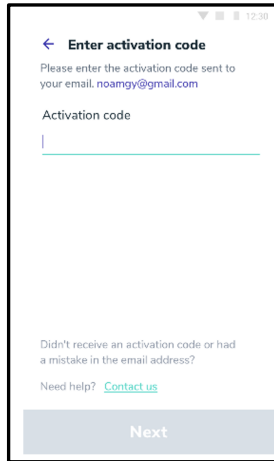 12:30
Enter activation code
Please enter the activation code sent to
your email, noamgy@gmail.com
Activation code
Didn't receive an activation code or had
a mistake in the email address?
Need help? Contact us
Next